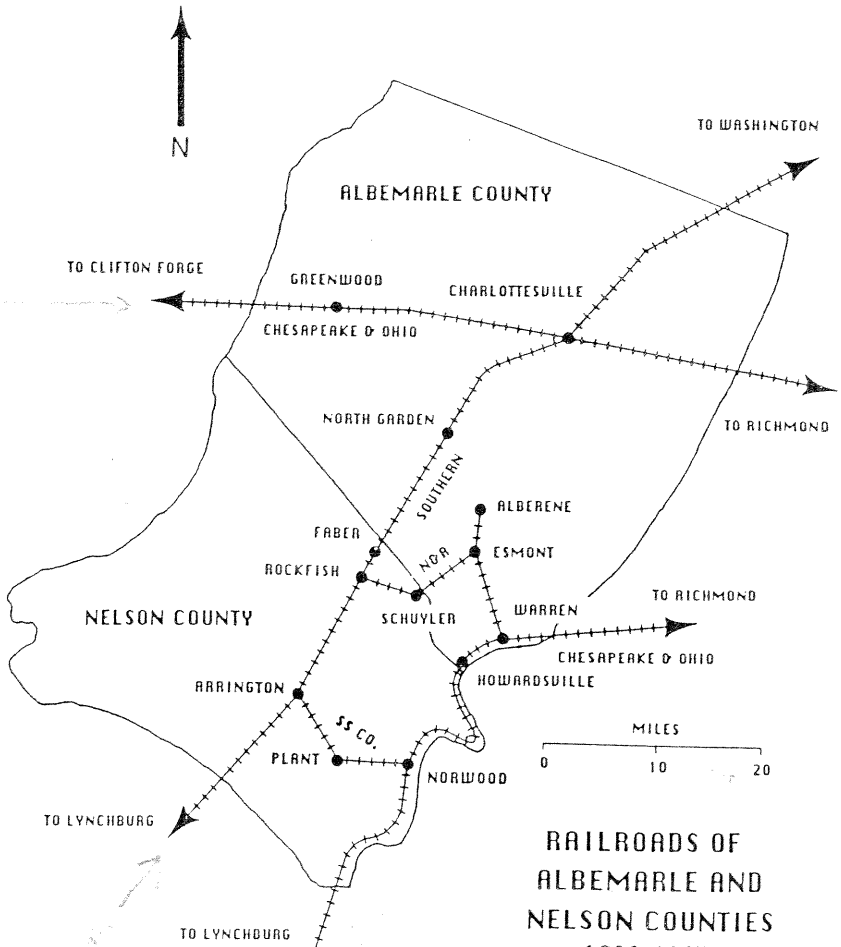 N
TO WASHINGTON
ALBEMARLE COUNTY
TO CLIFTON FORGE
GREENWOOD
CHARLOTTESVILLE
CHESAPEAKE & OHIO
NORTH GARDEN
TO RICHMOND
SOUTHERN
ALBERENE
FABER
N&A
ESMONT
ROCKFISH
NELSON COUNTY
SCHUYLER
WARREN
TO RICHMOND
CHESAPEAKE & OHIO
HOWARDSVILLE
ARRINGTON
SS CO.
MILES
PLANT
NORWOOD
0 10 20
TO LYNCHBURG
RAILROADS OF
ALBEMARLE AND
NELSON COUNTIES
TO LYNCHBURG